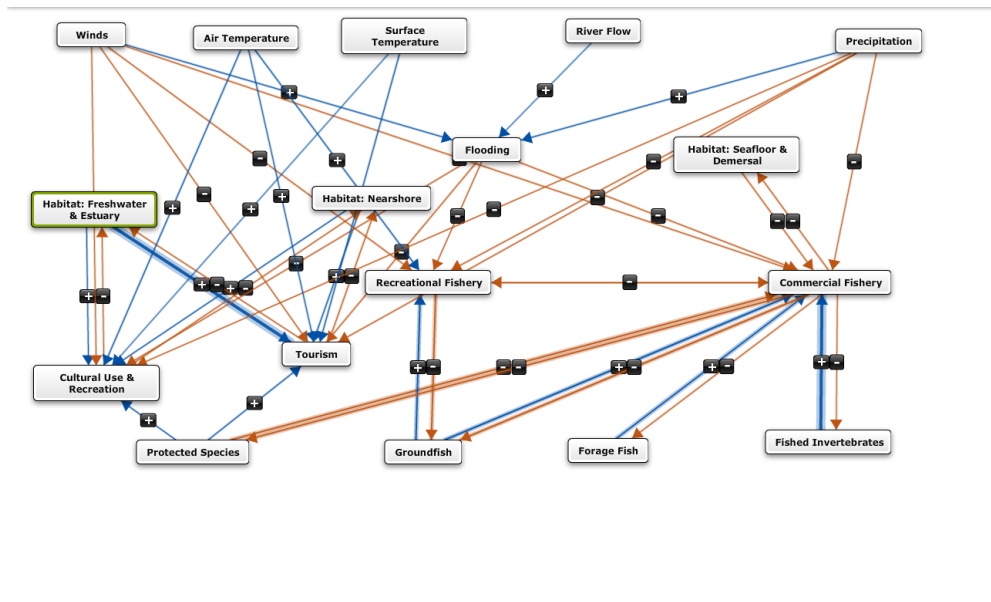 Winds
Air Temperature
Surface
Temperature
River Flow
Precipitation
Flooding
Habitat: Seafloor &
Demersal
Habitat: Freshwater
& Estuary
Habitat: Nearshore
Recreational Fishery
Commercial Fishery
Tourism
Cultural Use &
Recreation
Protected Species
Groundfish
Forage Fish
Fished Invertebrates